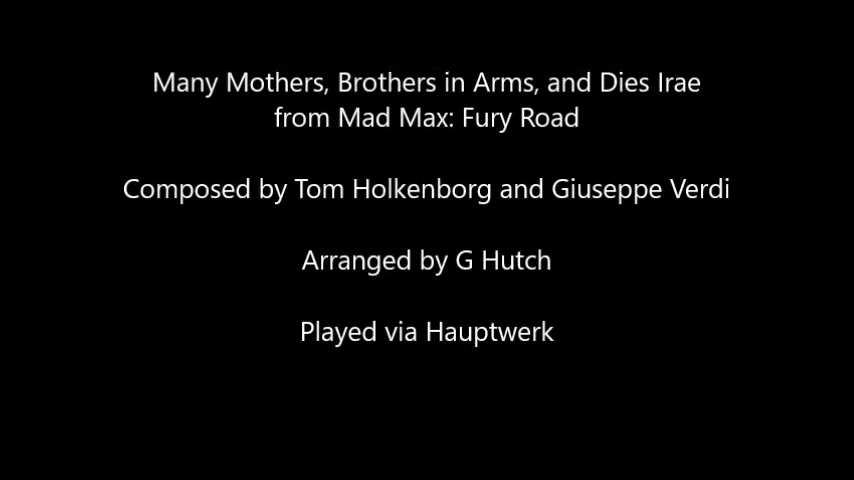 Many Mothers, Brothers in Arms, and Dies Irae
from Mad Max: Fury Road
Composed by Tom Holkenborg and Giuseppe Verdi
Arranged by G Hutch
Played via Hauptwerk